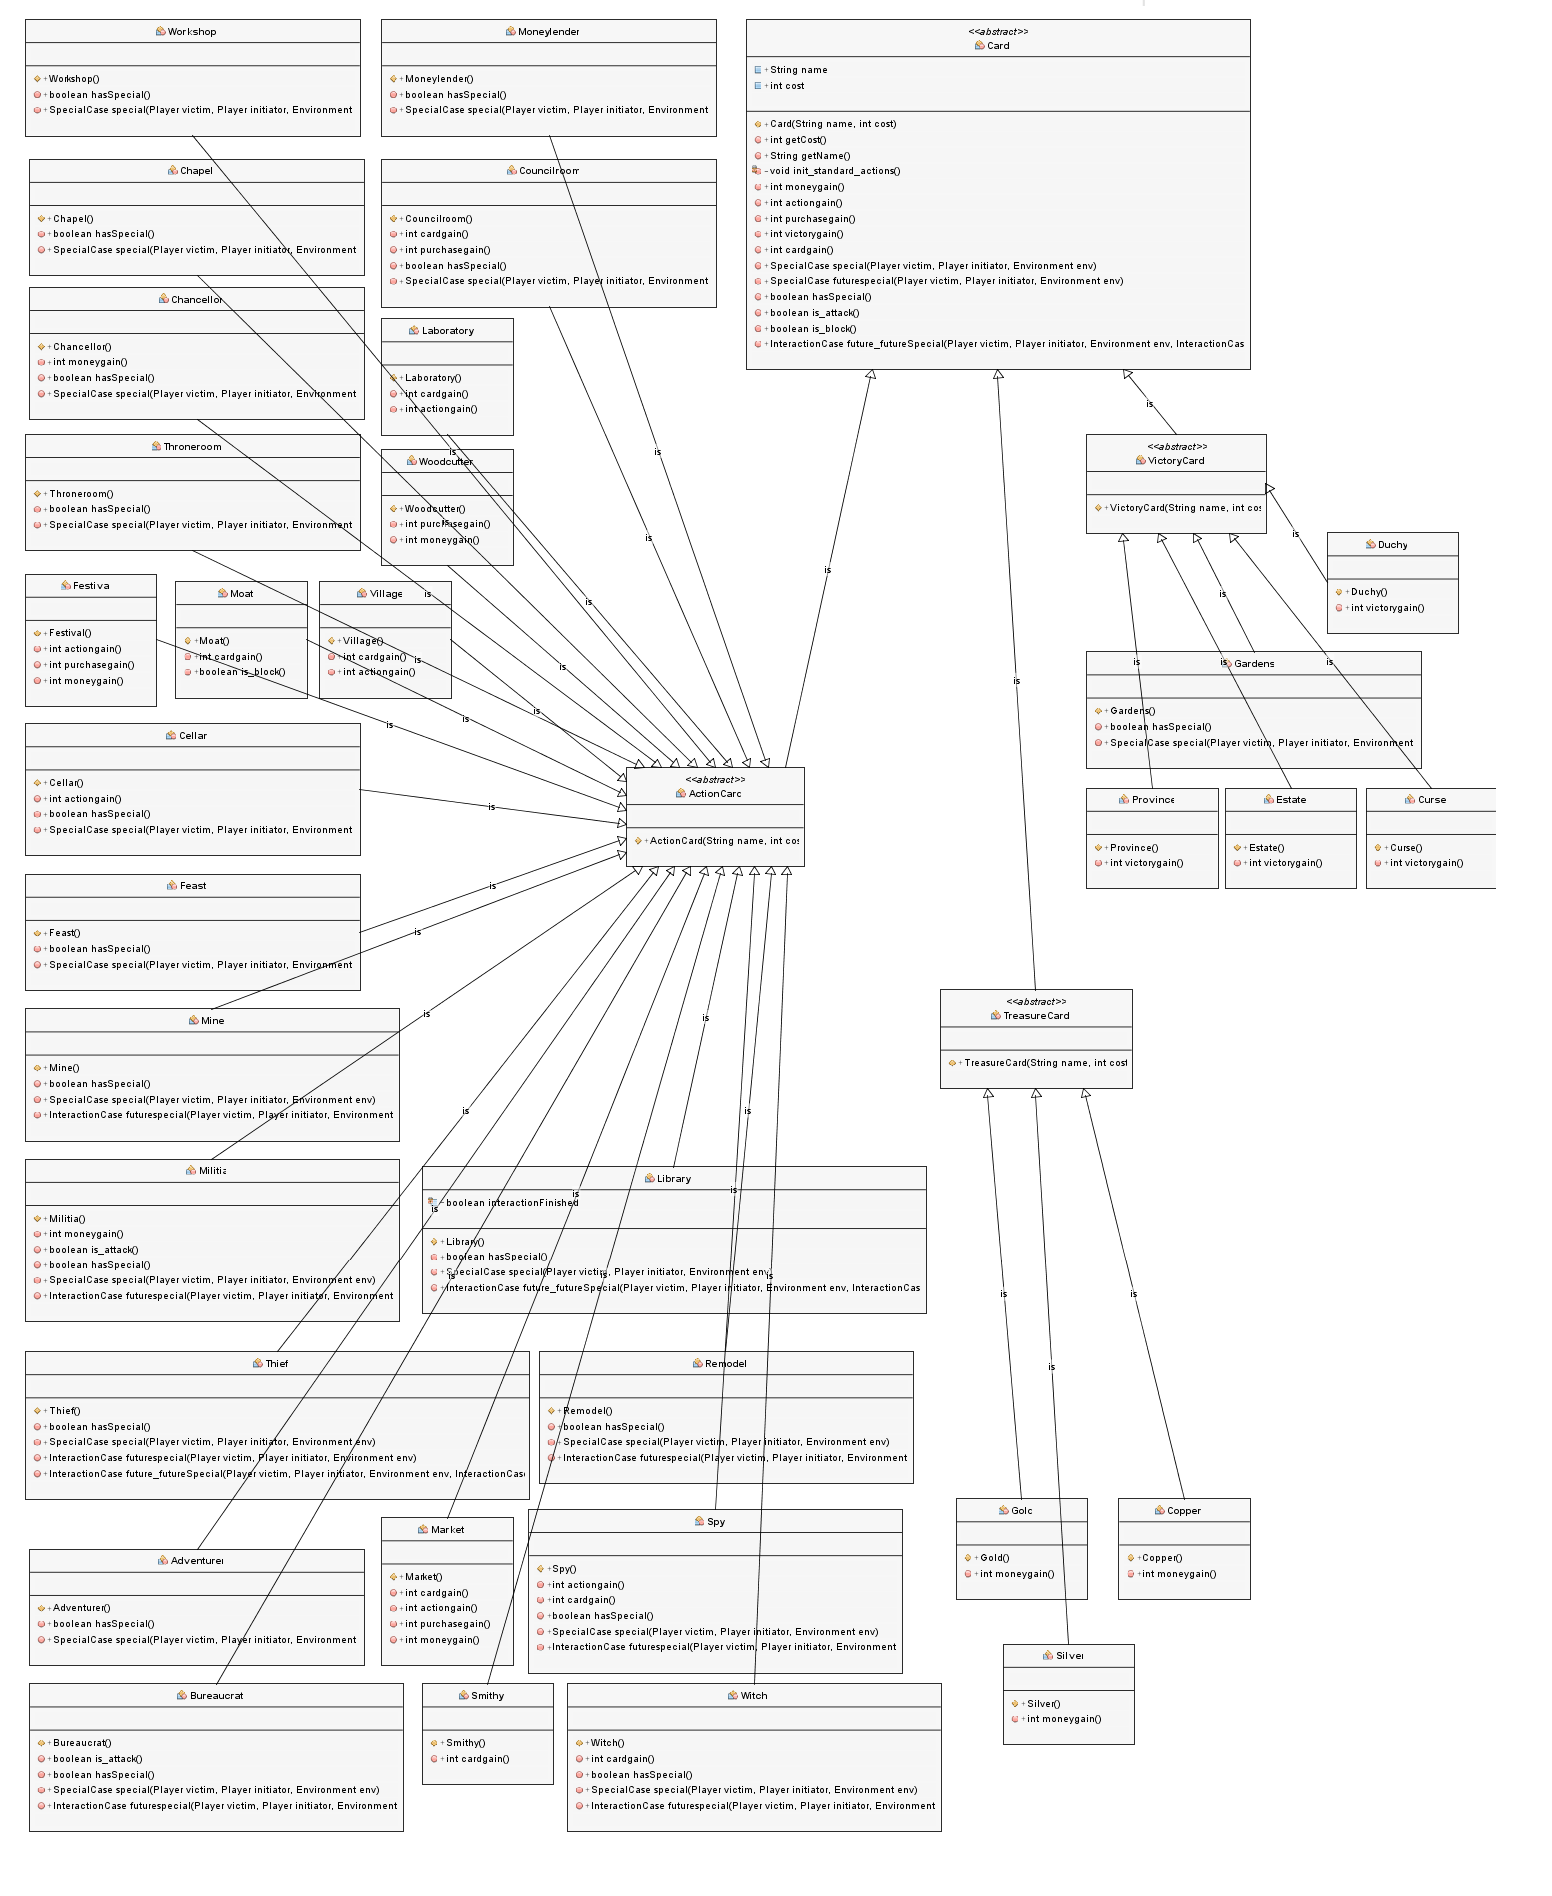 Workshop
+ Workshop()
+ boolean hasSpecial()
+ SpecialCase special(Player victim, Player initiator, Environment
Moneylender
+ Moneylender()
+ boolean hasSpecial()
+ SpecialCase special(Player victim, Player initiator, Environment
<<abstract>>
Card
+ String name
+ int cost
+ Card(String name, int cost)
+ int getCost()
+ String getName()
- void init_standard_actions()
+ int moneygain()
+ int actiongain()
+ int purchasegain()
+ int victorygain()
+ int cardgain()
+ SpecialCase special(Player victim, Player initiator, Environment env)
+ SpecialCase futurespecial(Player victim, Player initiator, Environment env)
+ boolean hasSpecial()
+ boolean is_attack()
+ boolean is_block()
+ InteractionCase future_futureSpecial(Player victim, Player initiator, Environment env, InteractionCas
Chapel
+ Chapel()
+ boolean hasSpecial()
+ SpecialCase special(Player victim, Player initiator, Environment
Councilroom
+ Councilroom()
+ int cardgain()
+ int purchasegain()
+ boolean hasSpecial()
+ SpecialCase special(Player victim, Player initiator, Environment
Chancellor
+ Chancellor()
+ int moneygain()
+ boolean hasSpecial()
+ SpecialCase special(Player victim, Player initiator, Environment
Laboratory
+ Laboratory()
+ int cardgain()
+ int actiongain()
is
is
Throneroom
+ Throneroom()
+ boolean hasSpecial()
+ SpecialCase special(Player victim, Player initiator, Environment
is
Woodcutter
+ Woodcutter()
+ int purchasegain()
+ int moneygain()
is
is
is
<<abstract>>
VictoryCard
+ VictoryCard(String name, int cos
is
Duchy
+ Duchy()
+ int victorygain()
Festiva
+ Festival()
+ int actiongain()
+ int purchasegain()
+ int moneygain()
Moat
+ Moat()
+ int cardgain()
+ boolean is_block()
Village
+ Village()
+ int cardgain()
+ int actiongain()
is
is
is
is
is
is
is
is
is
is
is
is
is
Gardens
+ Gardens()
+ boolean hasSpecial()
+ SpecialCase special(Player victim, Player initiator, Environment
Cellar
+ Cellar()
+ int actiongain()
+ boolean hasSpecial()
+ SpecialCase special(Player victim, Player initiator, Environment
is
<<abstract>>
ActionCard
+ ActionCard(String name, int cos
Province
+ Province()
+ int victorygain()
Estate
+ Estate()
+ int victorygain()
Curse
+ Curse()
+ int victorygain()
Feast
+ Feast()
+ boolean hasSpecial()
+ SpecialCase special(Player victim, Player initiator, Environment
is
is
Mine
+ Mine()
+ boolean hasSpecial()
+ SpecialCase special(Player victim, Player initiator, Environment env)
+ InteractionCase futurespecial(Player victim, Player initiator, Environment
is
is
<<abstract>>
TreasureCard
+ TreasureCard(String name, int cost
is
is
Militia
+ Militia()
+ int moneygain()
+ boolean is_attack()
+ boolean hasSpecial()
+ SpecialCase special(Player victim, Player initiator, Environment env)
+ InteractionCase futurespecial(Player victim, Player initiator, Environment
Library
- boolean interactionFinished
+ Library()
+ boolean hasSpecial()
+ SpecialCase special(Player victim, Player initiator, Environment env)
+ InteractionCase future_futureSpecial(Player victim, Player initiator, Environment env, InteractionCas
is
is
is
is
is
is
is
is
is
Thief
+ Thief()
+ boolean hasSpecial()
+ SpecialCase special(Player victim, Player initiator, Environment env)
+ InteractionCase futurespecial(Player victim, Player initiator, Environment env)
+ InteractionCase future_futureSpecial(Player victim, Player initiator, Environment env, InteractionCas
Remodel
+ Remodel()
+ boolean hasSpecial()
+ SpecialCase special(Player victim, Player initiator, Environment env)
+ InteractionCase futurespecial(Player victim, Player initiator, Environment
Adventurer
+ Adventurer()
+ boolean hasSpecial()
+ SpecialCase special(Player victim, Player initiator, Environment
Market
+ Market()
+ int cardgain()
+ int actiongain()
+ int purchasegain()
+ int moneygain()
Spy
+ Spy()
+ int actiongain()
+ int cardgain()
+ boolean hasSpecial()
+ SpecialCase special(Player victim, Player initiator, Environment env)
+ InteractionCase futurespecial(Player victim, Player initiator, Environment
Gold
+ Gold()
+ int moneygain()
Copper
+ Copper()
+ int moneygain()
Silver
+ Silver()
+ int moneygain()
Bureaucrat
+ Bureaucrat()
+ boolean is_attack()
+ boolean hasSpecial()
+ SpecialCase special(Player victim, Player initiator, Environment env)
+ InteractionCase futurespecial(Player victim, Player initiator, Environment
Smithy
+ Smithy()
+ int cardgain()
Witch
+ Witch()
+ int cardgain()
+ boolean hasSpecial()
+ SpecialCase special(Player victim, Player initiator, Environment env)
+ InteractionCase futurespecial(Player victim, Player initiator, Environment